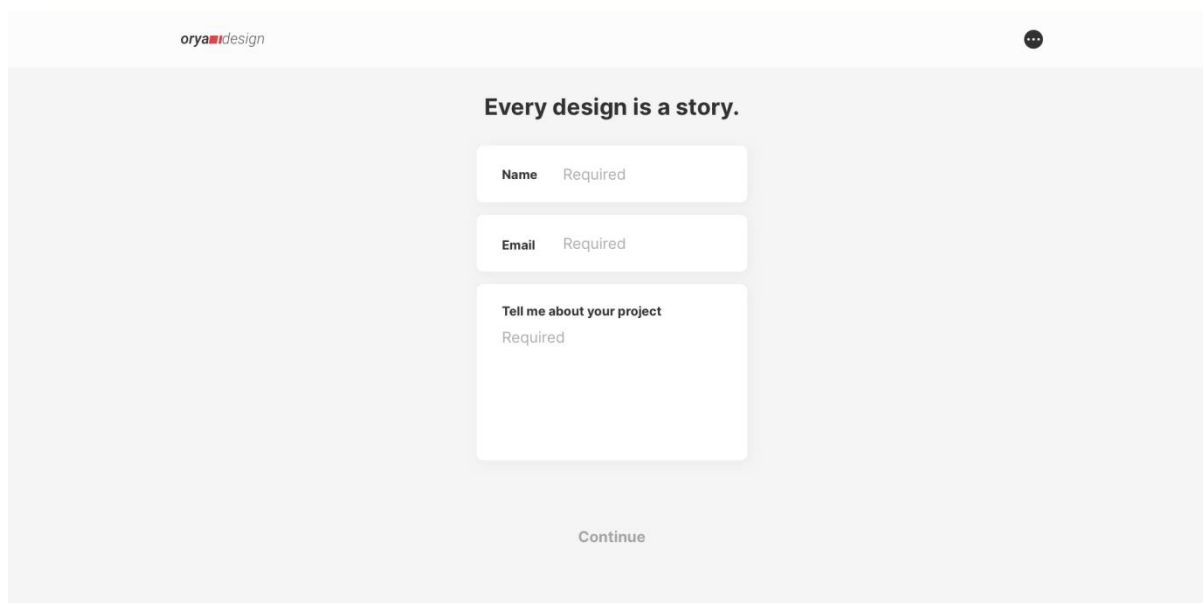 oryadesign
Every design is a story.
Name Required
Email Required
Tell me about your project
Required
Continue